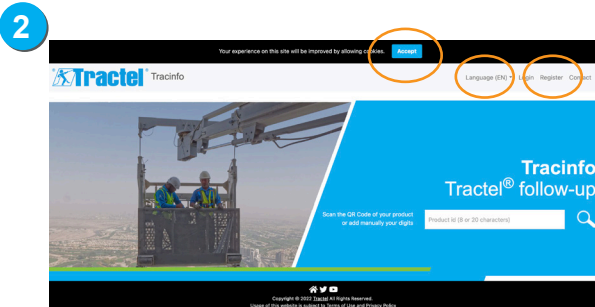 2
Your experience on this site will be improved by allowing cookies. Accept
Tractel® Tracinfo
Language (EN) Login Register Contact
Tracinfo
Tractel® follow-up
Scan the QR Code of your product
or add manually your digits
Product id (8 or 20 characters)
Copyright © 2022 Tractel All Rights Reserved.
Usage of this website is subject to Terms of Use and Privacy Policy